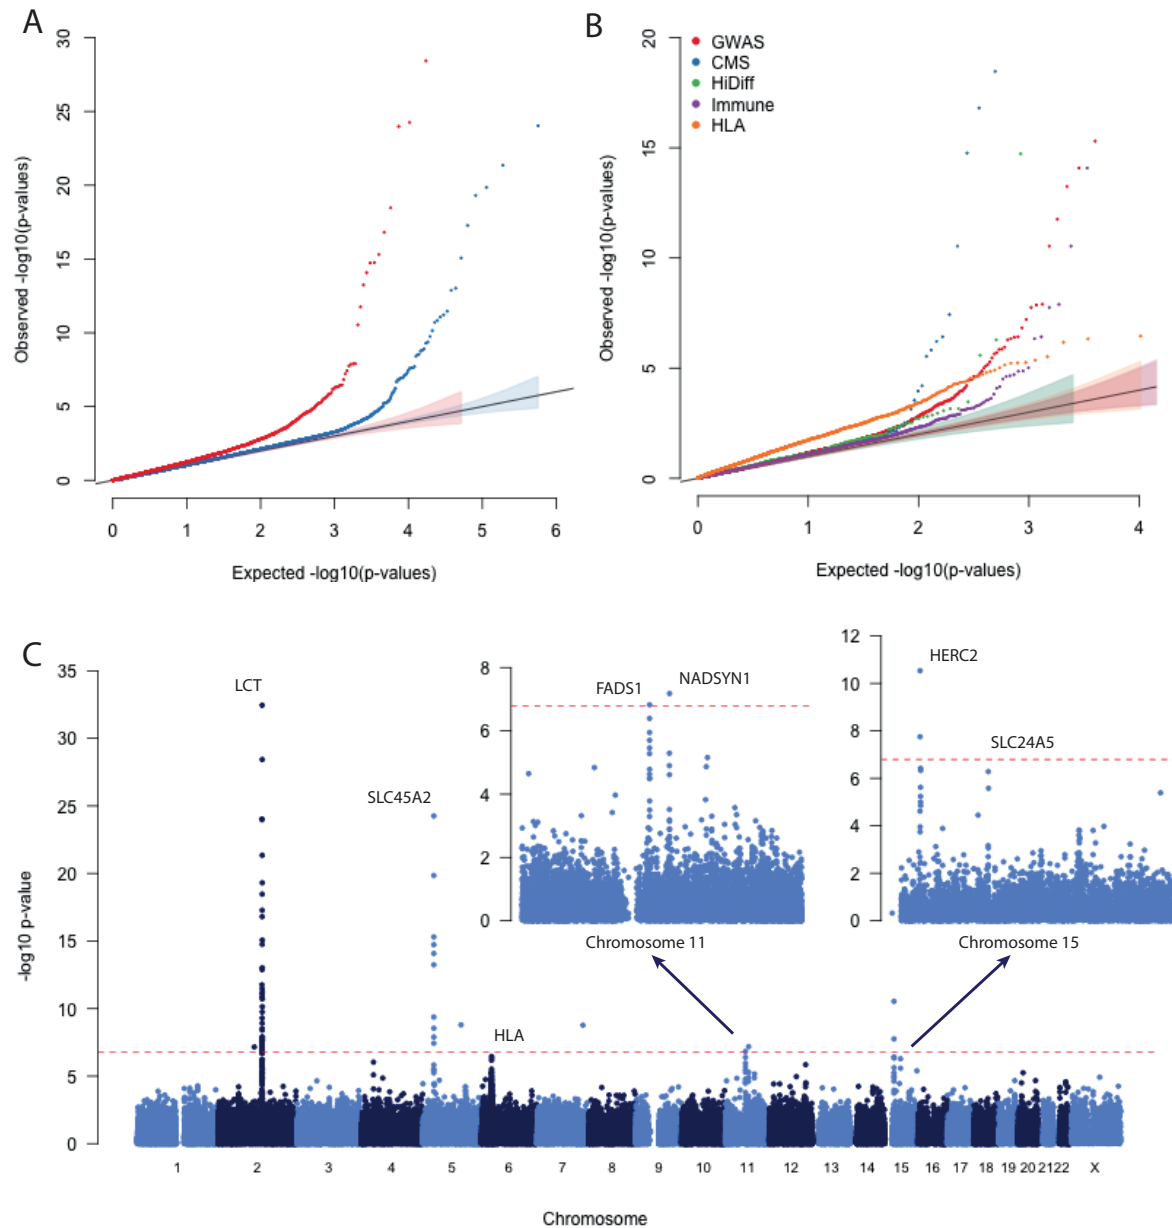 A
30
25
20
15
10
5
0
Observed -log10(p-values)
0 1 2 3 4 5 6
Expected -log10(p-values)
B
20
15
10
5
0
Observed -log10(p-values)
GWAS
CMS
HiDiff
Immune
HLA
0 1 2 3 4
Expected -log10(p-values)
C
35
30
25
20
15
10
5
0
-log10 p-value
LCT
SLC45A2
HLA
8
6
4
2
0
FADS1
NADSYN1
Chromosome 11
12
10
8
6
4
2
0
HERC2
SLC24A5
Chromosome 15
1 2 3 4 5 6 7 8 9 10 11 12 13 14 15 16 17 18 19 20 21 22 X
Chromosome